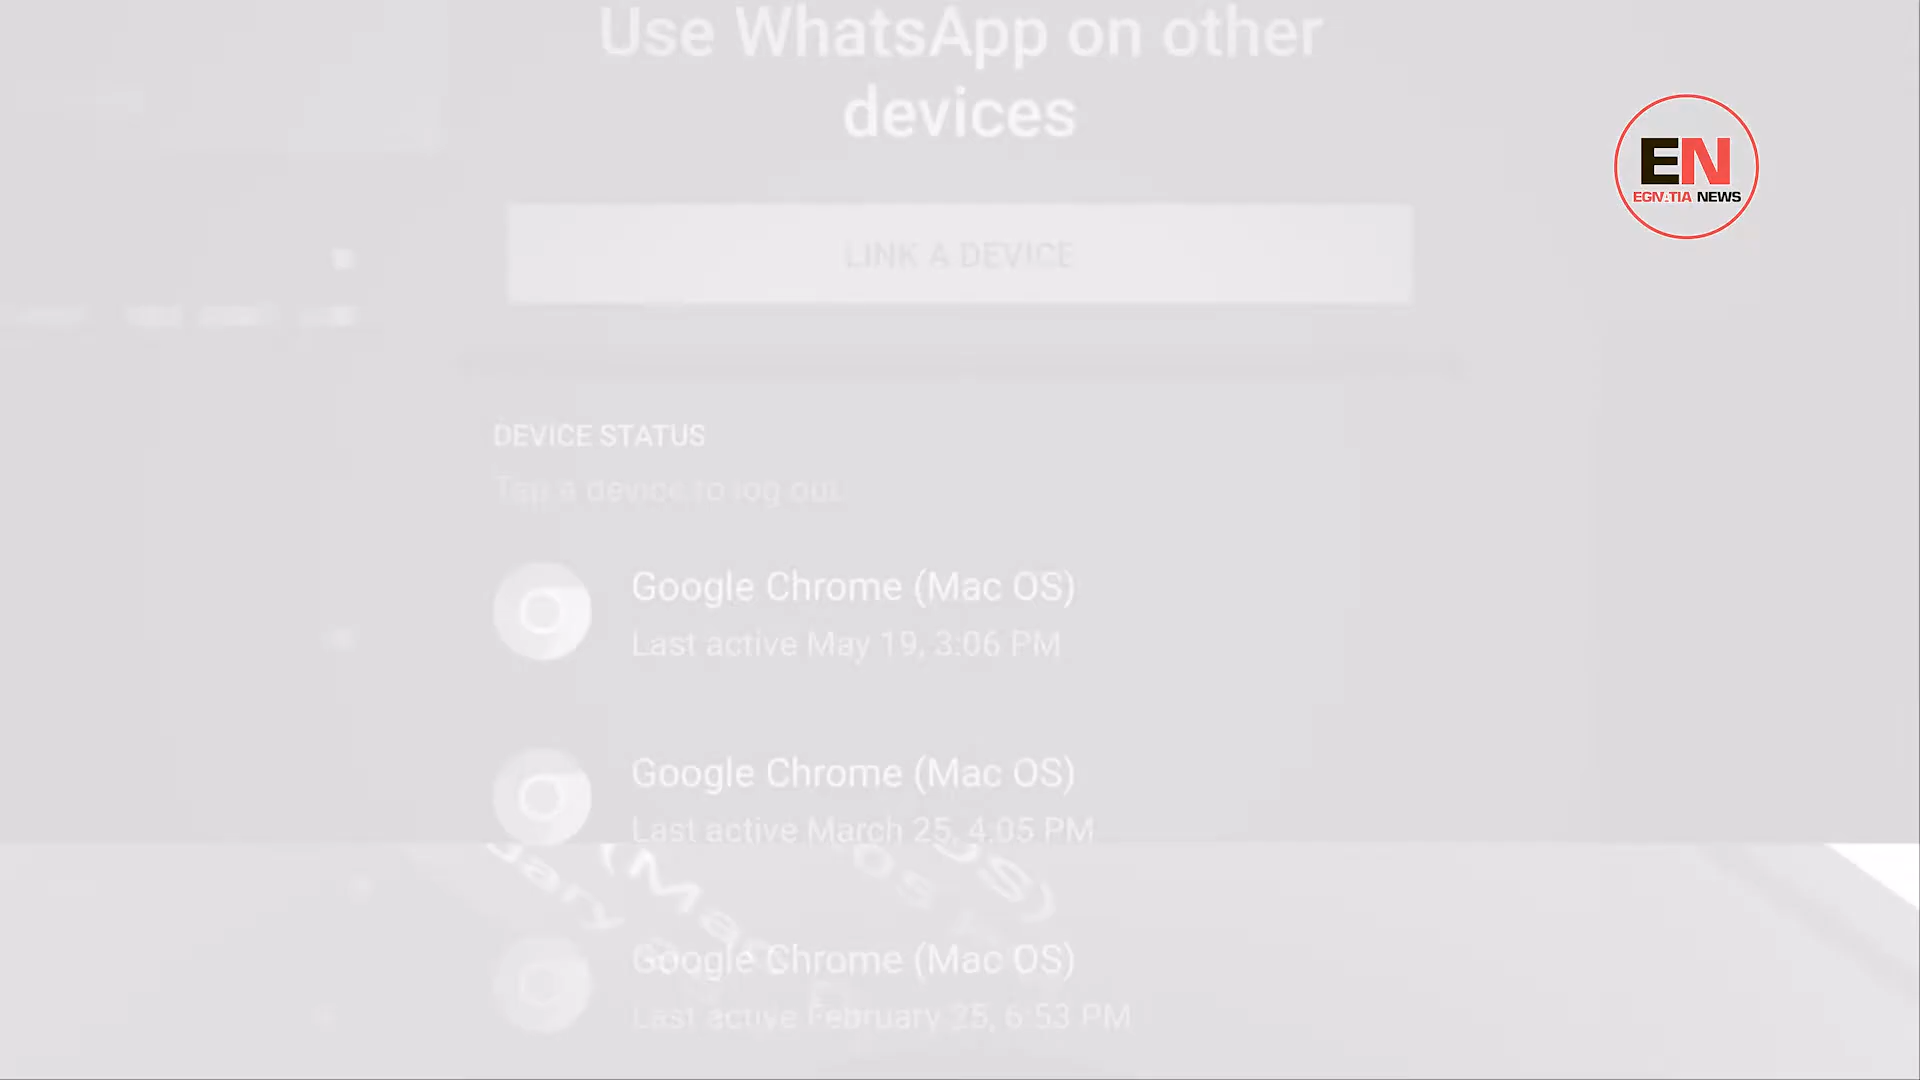 Use WhatsApp on other
devices
EN
EGNATIA NEWS
LINK A DEVICE
DEVICE STATUS
Tap a device to log out.
Google Chrome (Mac OS)
Last active May 19, 3:06 PM
Google Chrome (Mac OS)
Last active March 25, 4:05 PM
Google Chrome (Mac OS)
Last active February 25, 6:53 PM